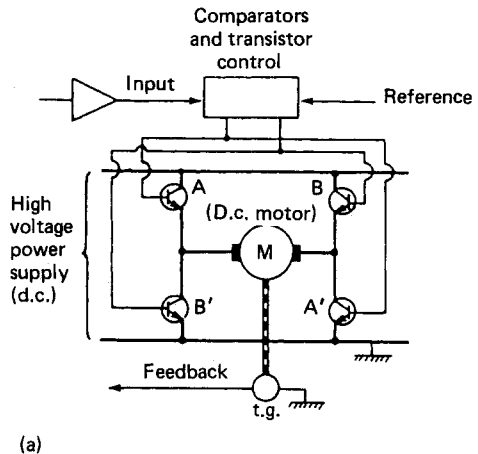 Comparators
and transistor
control
Input
Reference
A
B
High
voltage
power
supply
(d.c.)
(D.c. motor)
M
B'
A'
Feedback
t.g.
(a)